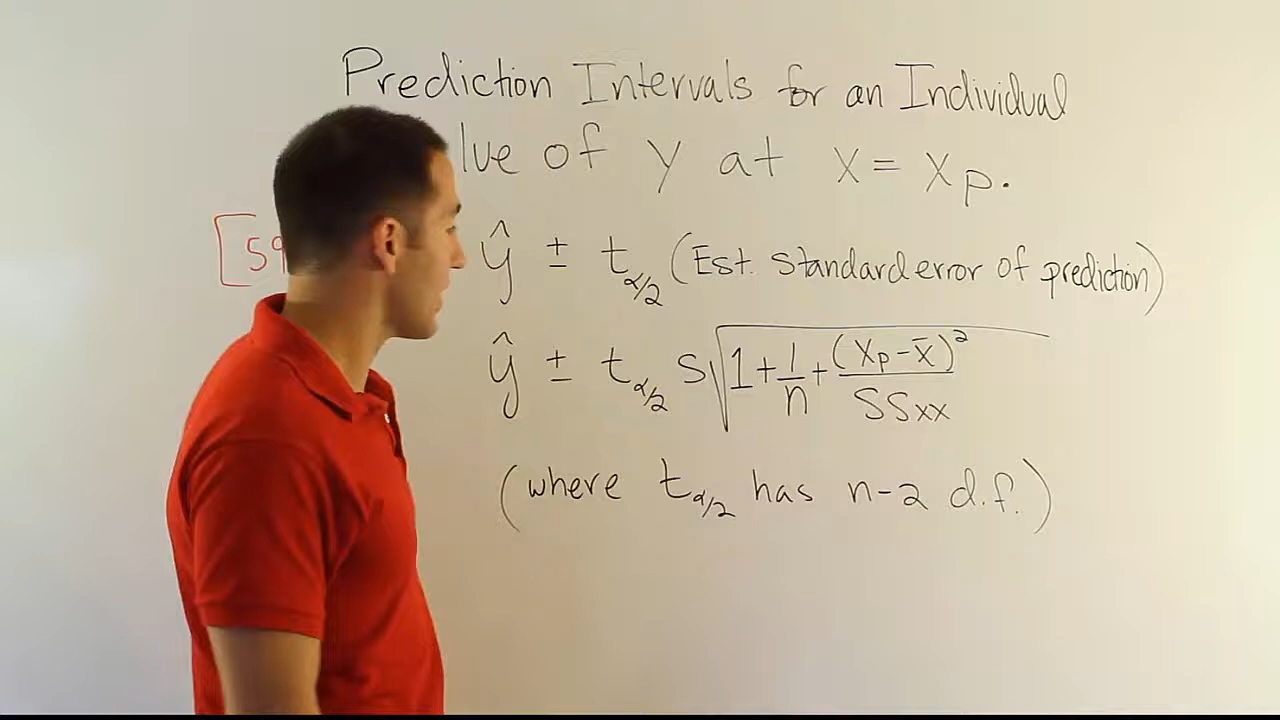 Prediction Intervals for an Individual
lue of y at x = xp.
[59
ŷ ± tα/2 (Est. standard error of prediction)
ŷ ± tα/2 s√(1 + 1/n + (xp - x̄)²/SSxx)
(where tα/2 has n-2 d.f.)